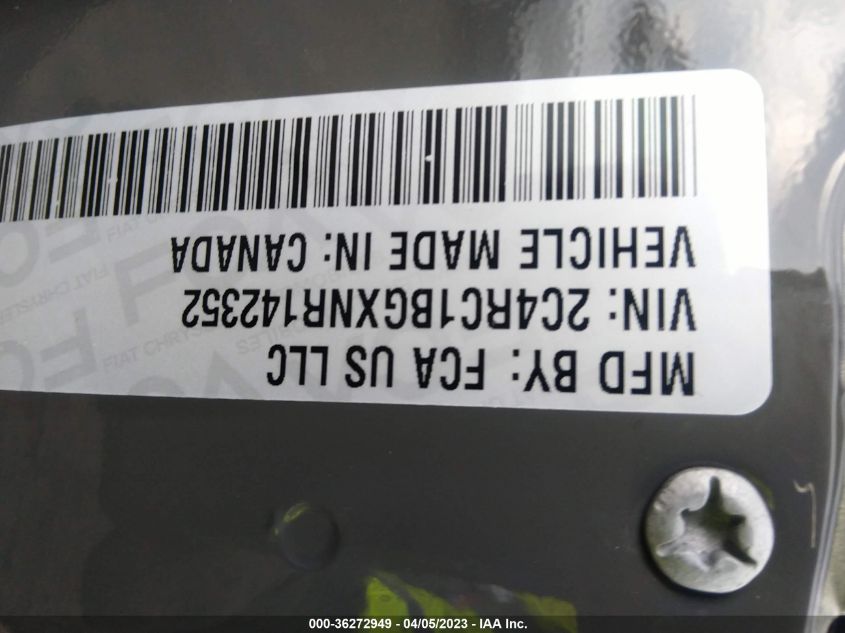 MFD BY: FCA US LLC
VIN: 2C4RC1BGXNR142352
VEHICLE MADE IN: CANADA
000-36272949 - 04/05/2023 - IAA Inc.